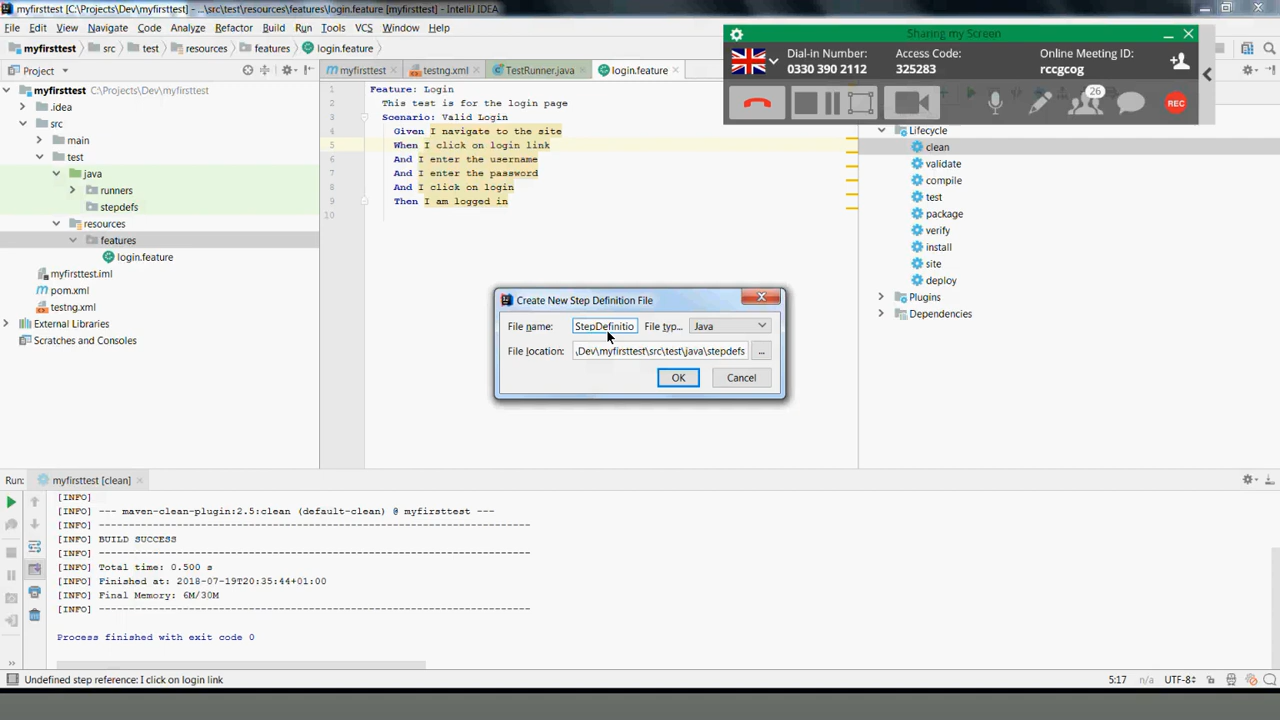 myfirsttest [C:\Projects\Dev\myfirsttest] - ...\src\test\resources\features\login.feature [myfirsttest] - IntelliJ IDEA
File Edit View Navigate Code Analyze Refactor Build Run Tools VCS Window Help
myfirsttest src test resources features login.feature
Sharing my Screen
Dial-in Number: Access Code: Online Meeting ID:
0330 390 2112 325283 rccgcog
26
REC
Project
myfirsttest C:\Projects\Dev\myfirsttest
.idea
src
main
test
java
runners
stepdefs
resources
features
login.feature
myfirsttest.iml
pom.xml
testng.xml
External Libraries
Scratches and Consoles
myfirsttest testng.xml TestRunner.java login.feature
1 Feature: Login
2 This test is for the login page
3 Scenario: Valid Login
4 Given I navigate to the site
5 When I click on login link
6 And I enter the username
7 And I enter the password
8 And I click on login
9 Then I am logged in
10
Lifecycle
clean
validate
compile
test
package
verify
install
site
deploy
Plugins
Dependencies
Create New Step Definition File
File name: StepDefinitio File typ... Java
File location: \Dev\myfirsttest\src\test\java\stepdefs ...
OK Cancel
Run: myfirsttest [clean]
[INFO]
[INFO] --- maven-clean-plugin:2.5:clean (default-clean) @ myfirsttest ---
[INFO] ------------------------------------------------------------------------
[INFO] BUILD SUCCESS
[INFO] ------------------------------------------------------------------------
[INFO] Total time: 0.500 s
[INFO] Finished at: 2018-07-19T20:35:44+01:00
[INFO] Final Memory: 6M/30M
[INFO] ------------------------------------------------------------------------
Process finished with exit code 0
Undefined step reference: I click on login link 5:17 n/a UTF-8